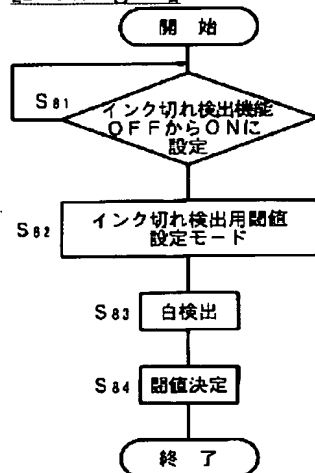 開 始
S81
インク切れ検出機能
OFFからONに
設定
S82
インク切れ検出用閾値
設定モード
S83
白検出
S84
閾値決定
終 了